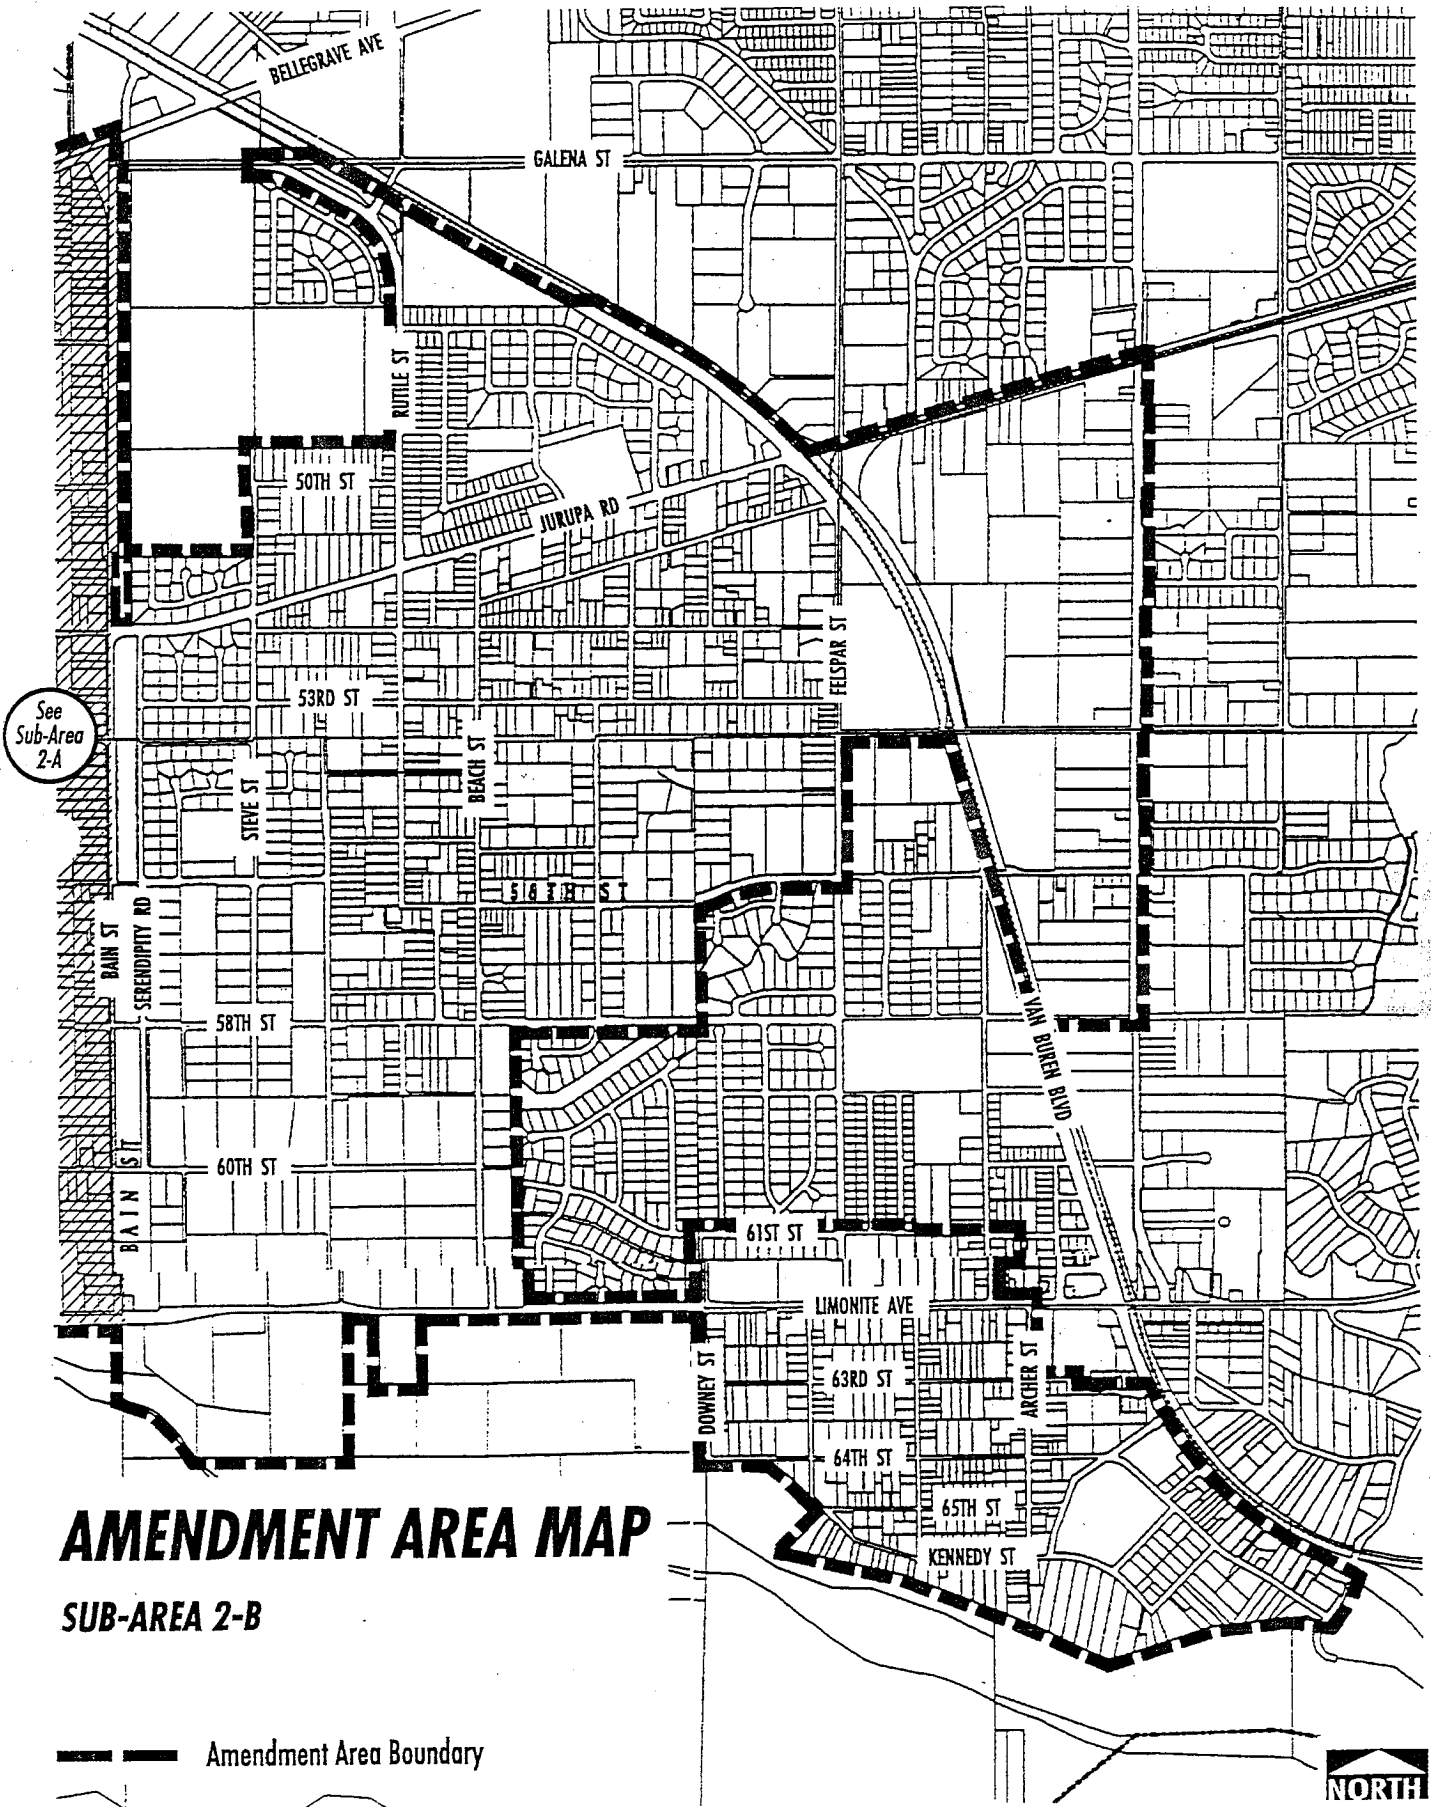 BELLEGRAVE AVE
GALENA ST
RUTILE ST
50TH ST
JURUPA RD
FELSPAR ST
53RD ST
See
Sub-Area
2-A
BEACH ST
STEVE ST
56TH ST
BAIN ST
SERENDIPITY RD
58TH ST
VAN BUREN BLVD
BAIN ST
60TH ST
61ST ST
LIMONITE AVE
DOWNEY ST
63RD ST
ARCHER ST
64TH ST
65TH ST
KENNEDY ST
AMENDMENT AREA MAP
SUB-AREA 2-B
Amendment Area Boundary
NORTH